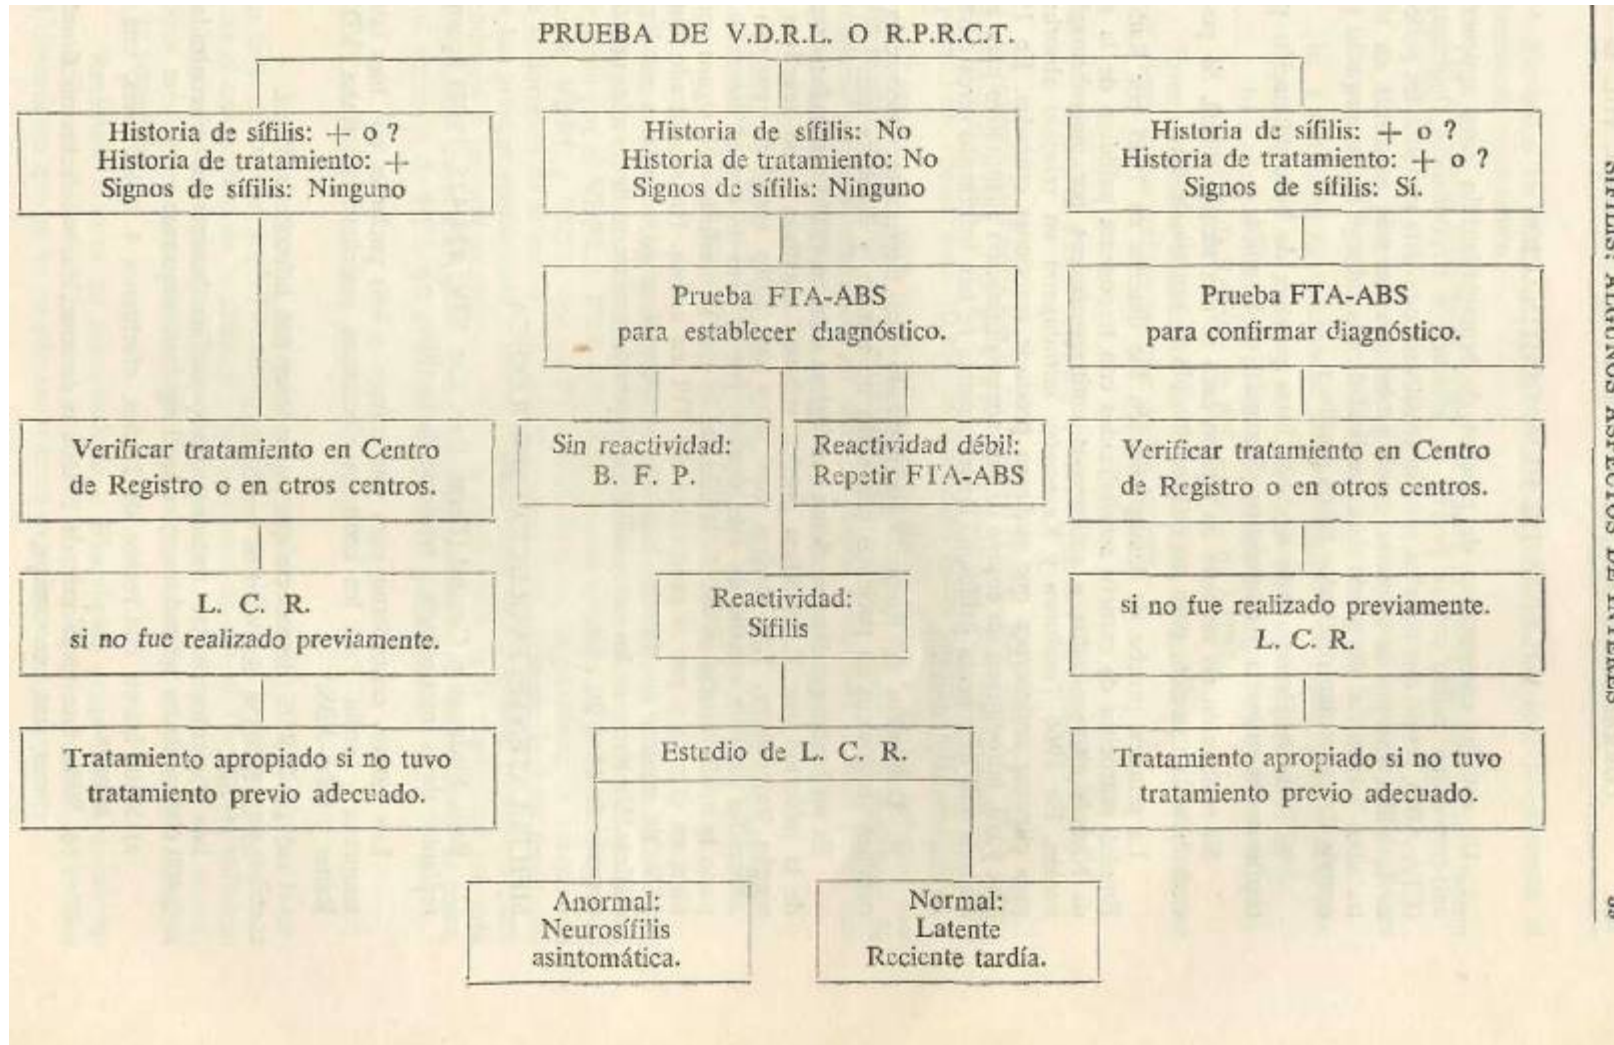 PRUEBA DE V.D.R.L. O R.P.R.C.T.
Historia de sífilis: + o ?
Historia de tratamiento: +
Signos de sífilis: Ninguno
Historia de sífilis: No
Historia de tratamiento: No
Signos de sífilis: Ninguno
Historia de sífilis: + o ?
Historia de tratamiento: + o ?
Signos de sífilis: Sí.
Prueba FTA-ABS
para establecer diagnóstico.
Prueba FTA-ABS
para confirmar diagnóstico.
Verificar tratamiento en Centro
de Registro o en otros centros.
Sin reactividad:
B. F. P.
Reactividad débil:
Repetir FTA-ABS
Verificar tratamiento en Centro
de Registro o en otros centros.
L. C. R.
si no fue realizado previamente.
Reactividad:
Sífilis
si no fue realizado previamente.
L. C. R.
Tratamiento apropiado si no tuvo
tratamiento previo adecuado.
Estudio de L. C. R.
Tratamiento apropiado si no tuvo
tratamiento previo adecuado.
Anormal:
Neurosífilis
asintomática.
Normal:
Latente
Reciente tardía.
SIFILIS: ALGUNOS ASPECTOS DE INTERES